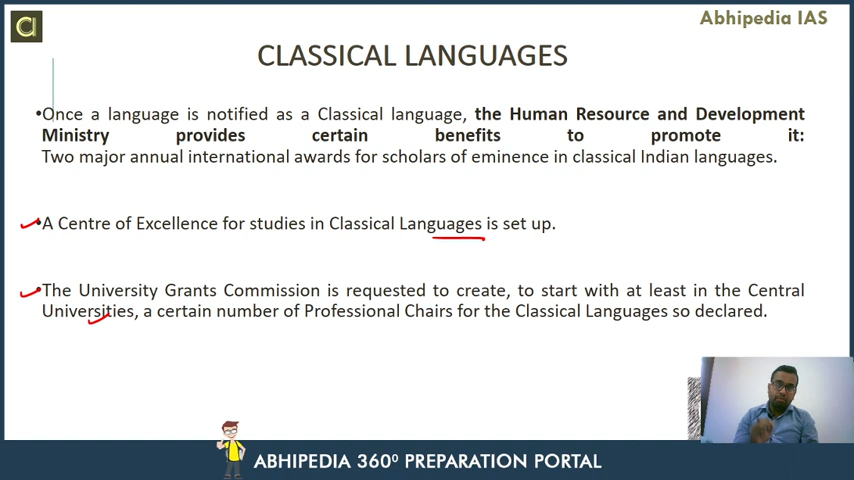 Abhipedia IAS
CLASSICAL LANGUAGES
•Once a language is notified as a Classical language, the Human Resource and Development
Ministry provides certain benefits to promote it:
Two major annual international awards for scholars of eminence in classical Indian languages.
•A Centre of Excellence for studies in Classical Languages is set up.
•The University Grants Commission is requested to create, to start with at least in the Central
Universities, a certain number of Professional Chairs for the Classical Languages so declared.
ABHIPEDIA 360⁰ PREPARATION PORTAL